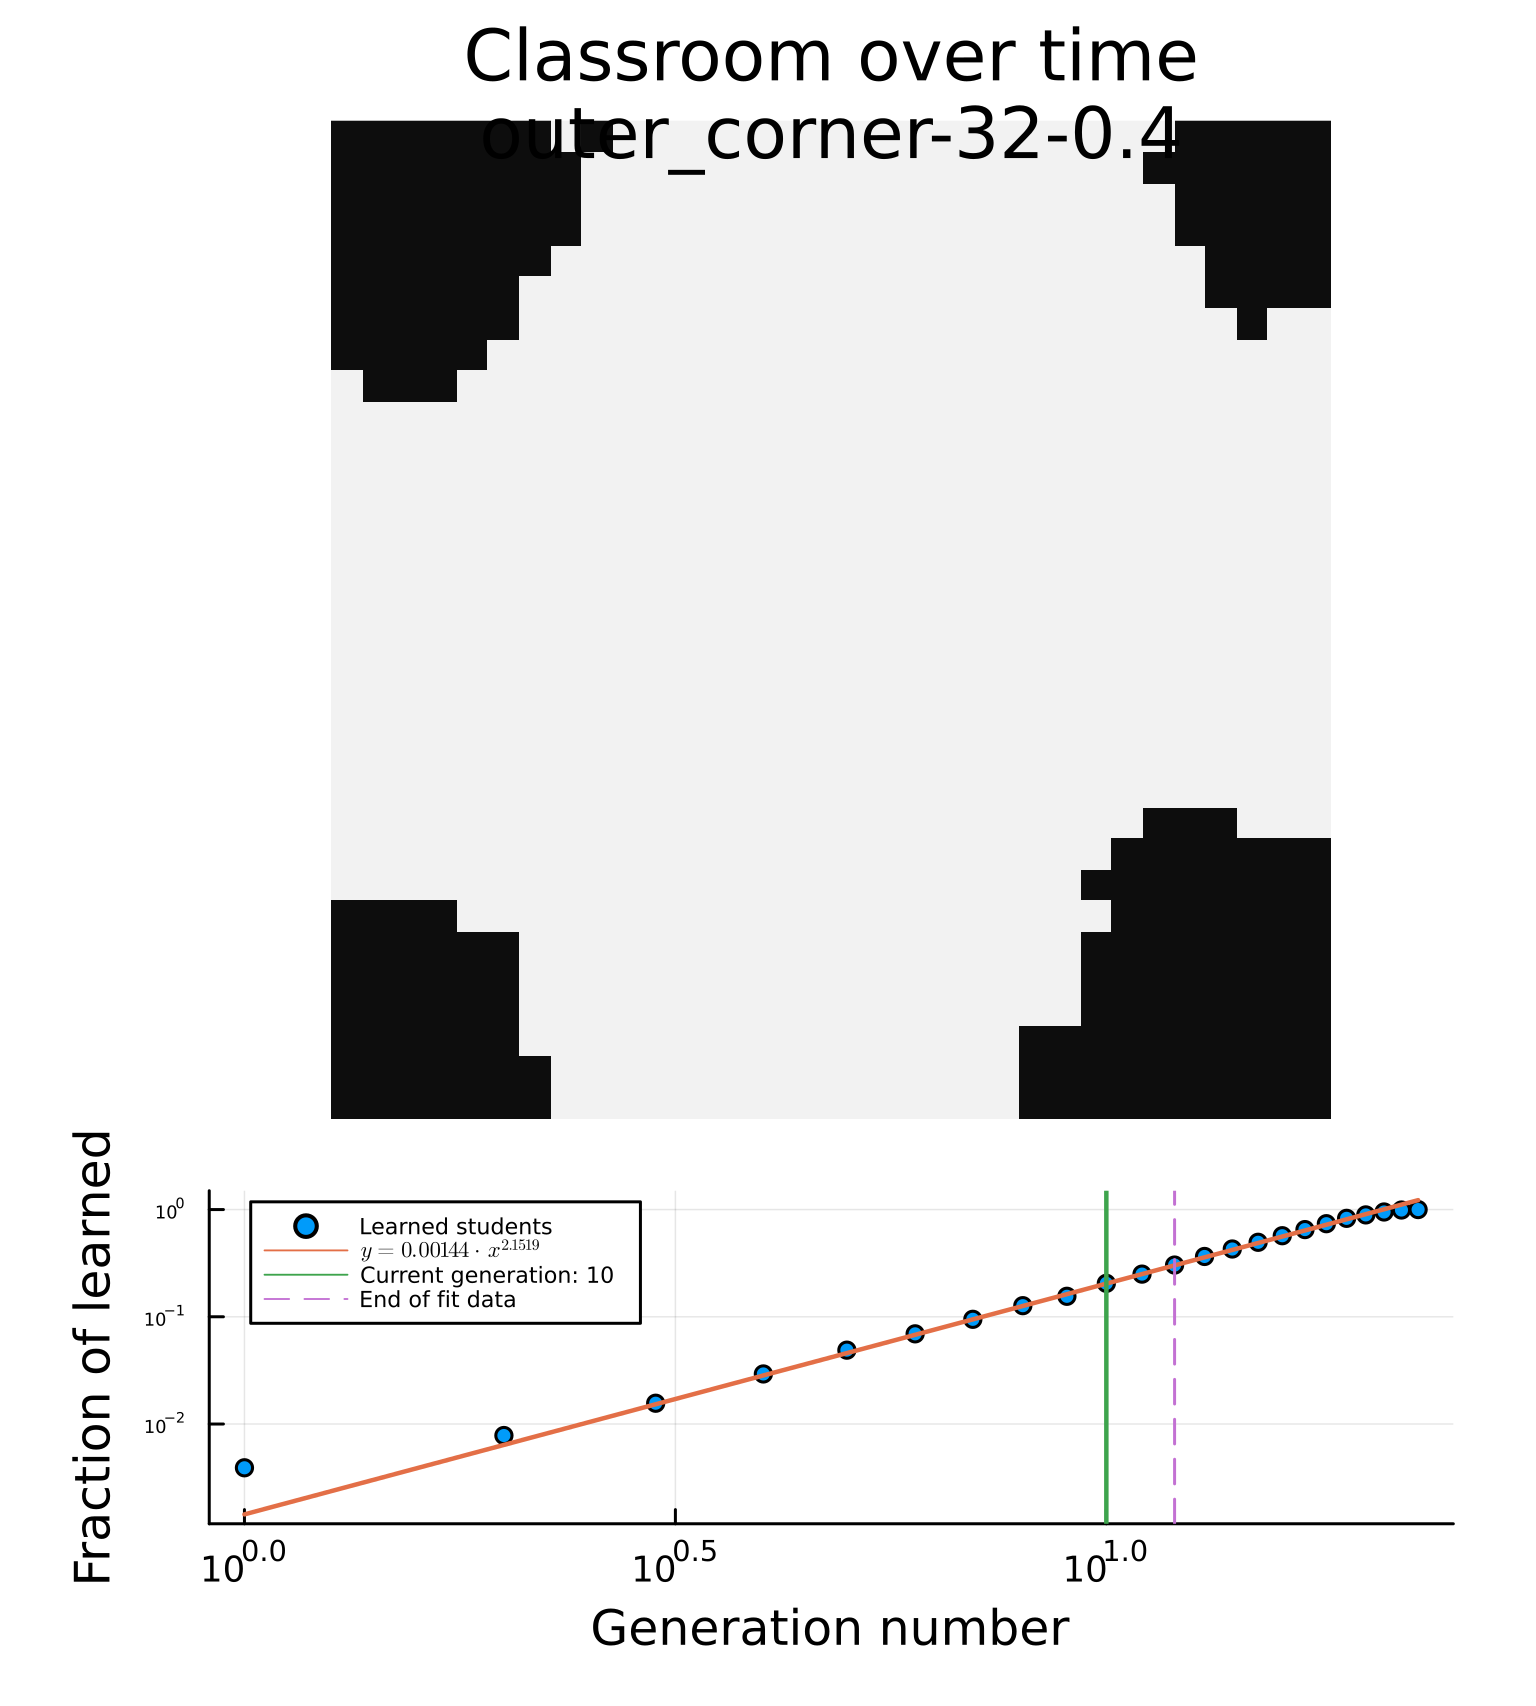 Classroom over time
outer_corner-32-0.4
Fraction of learned
10^0
10^−1
10^−2
Learned students
y = 0.00144 · x^2.1519
Current generation: 10
End of fit data
10^0.0
10^0.5
10^1.0
Generation number